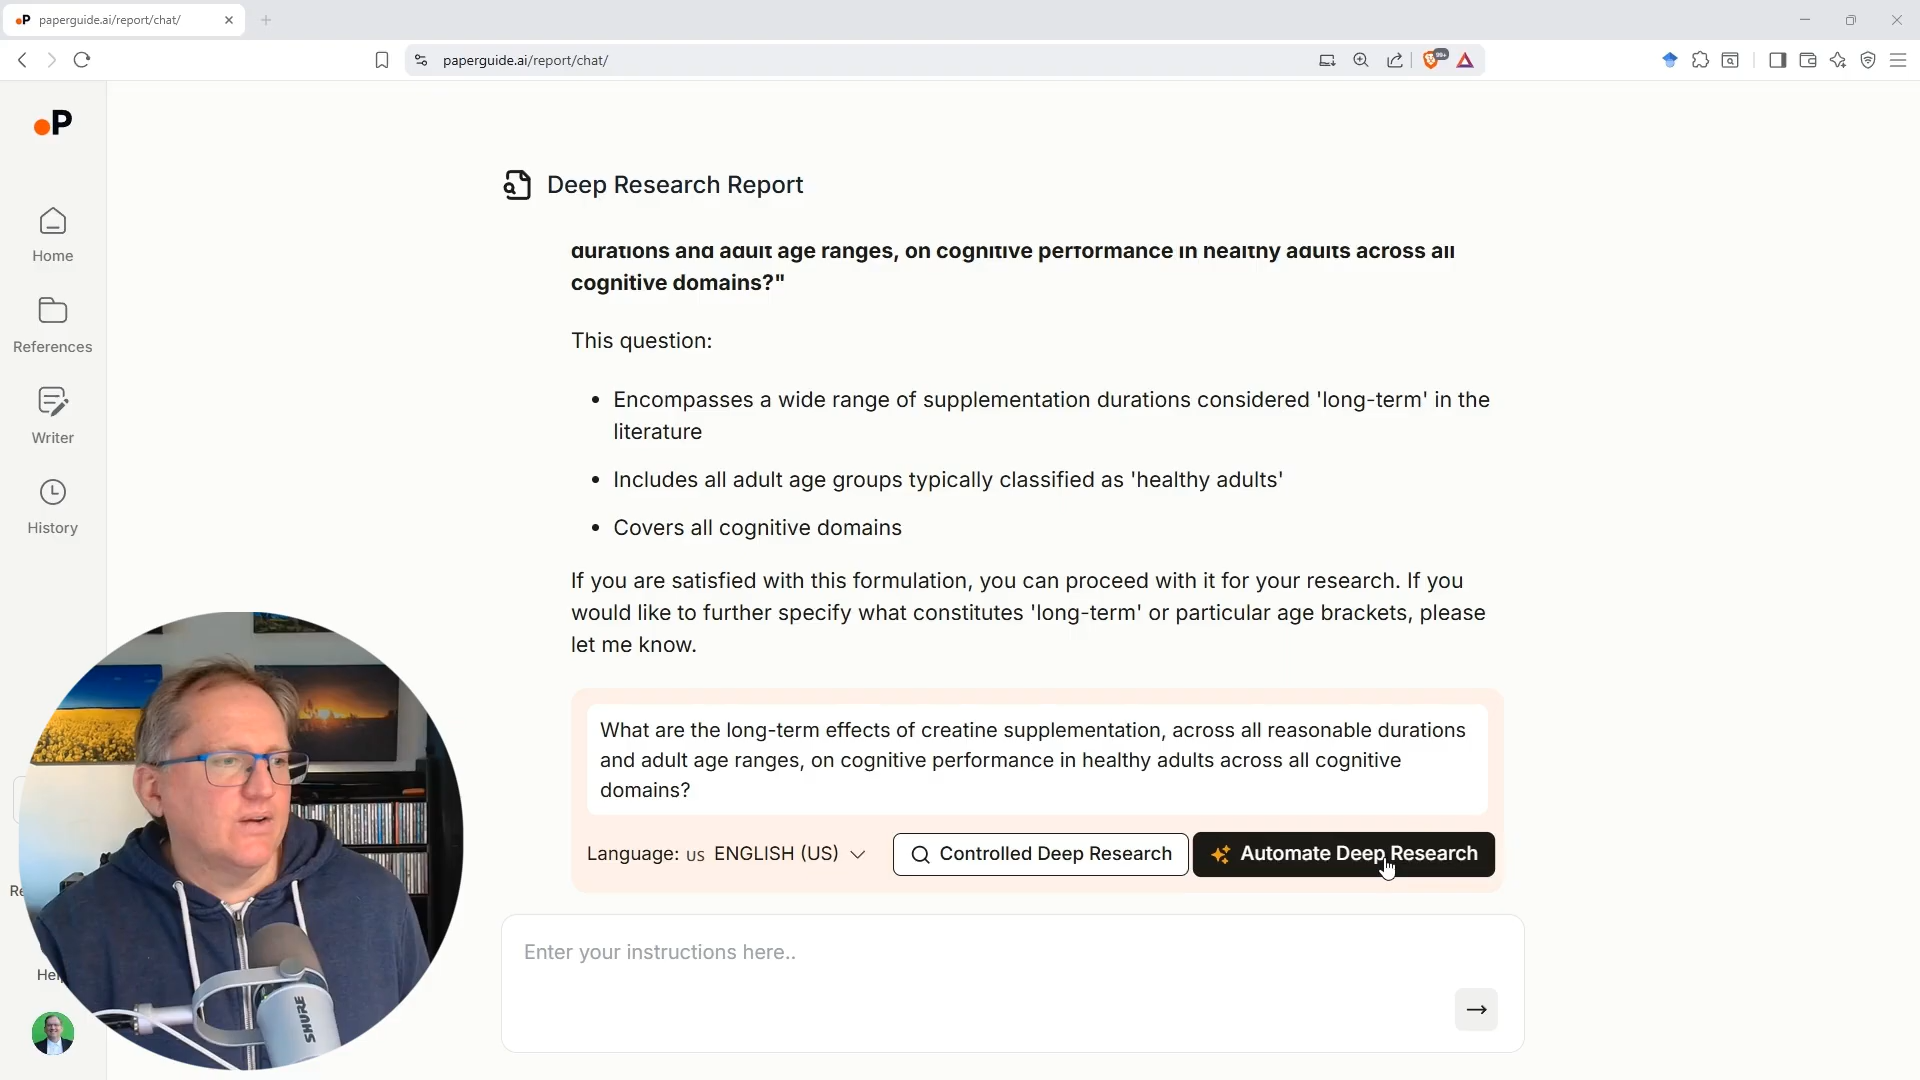 P paperguide.ai/report/chat/
paperguide.ai/report/chat/
99+
P
Deep Research Report
durations and adult age ranges, on cognitive performance in healthy adults across all
cognitive domains?"
This question:
• Encompasses a wide range of supplementation durations considered 'long-term' in the
literature
• Includes all adult age groups typically classified as 'healthy adults'
• Covers all cognitive domains
If you are satisfied with this formulation, you can proceed with it for your research. If you
would like to further specify what constitutes 'long-term' or particular age brackets, please
let me know.
What are the long-term effects of creatine supplementation, across all reasonable durations
and adult age ranges, on cognitive performance in healthy adults across all cognitive
domains?
Language: US ENGLISH (US)
Controlled Deep Research
Automate Deep Research
Enter your instructions here..
Home
References
Writer
History
SHURE